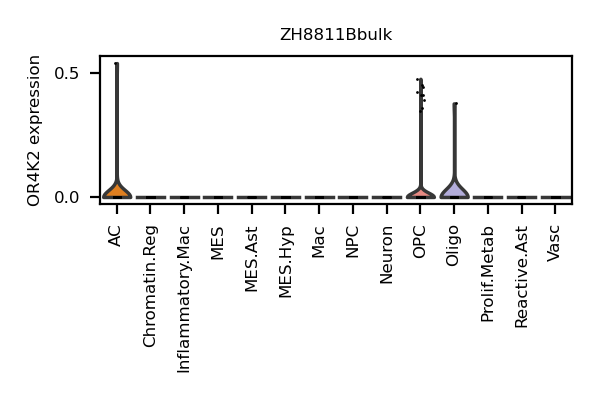 ZH8811Bbulk
OR4K2 expression
0.5
0.0
AC
Chromatin.Reg
Inflammatory.Mac
MES
MES.Ast
MES.Hyp
Mac
NPC
Neuron
OPC
Oligo
Prolif.Metab
Reactive.Ast
Vasc